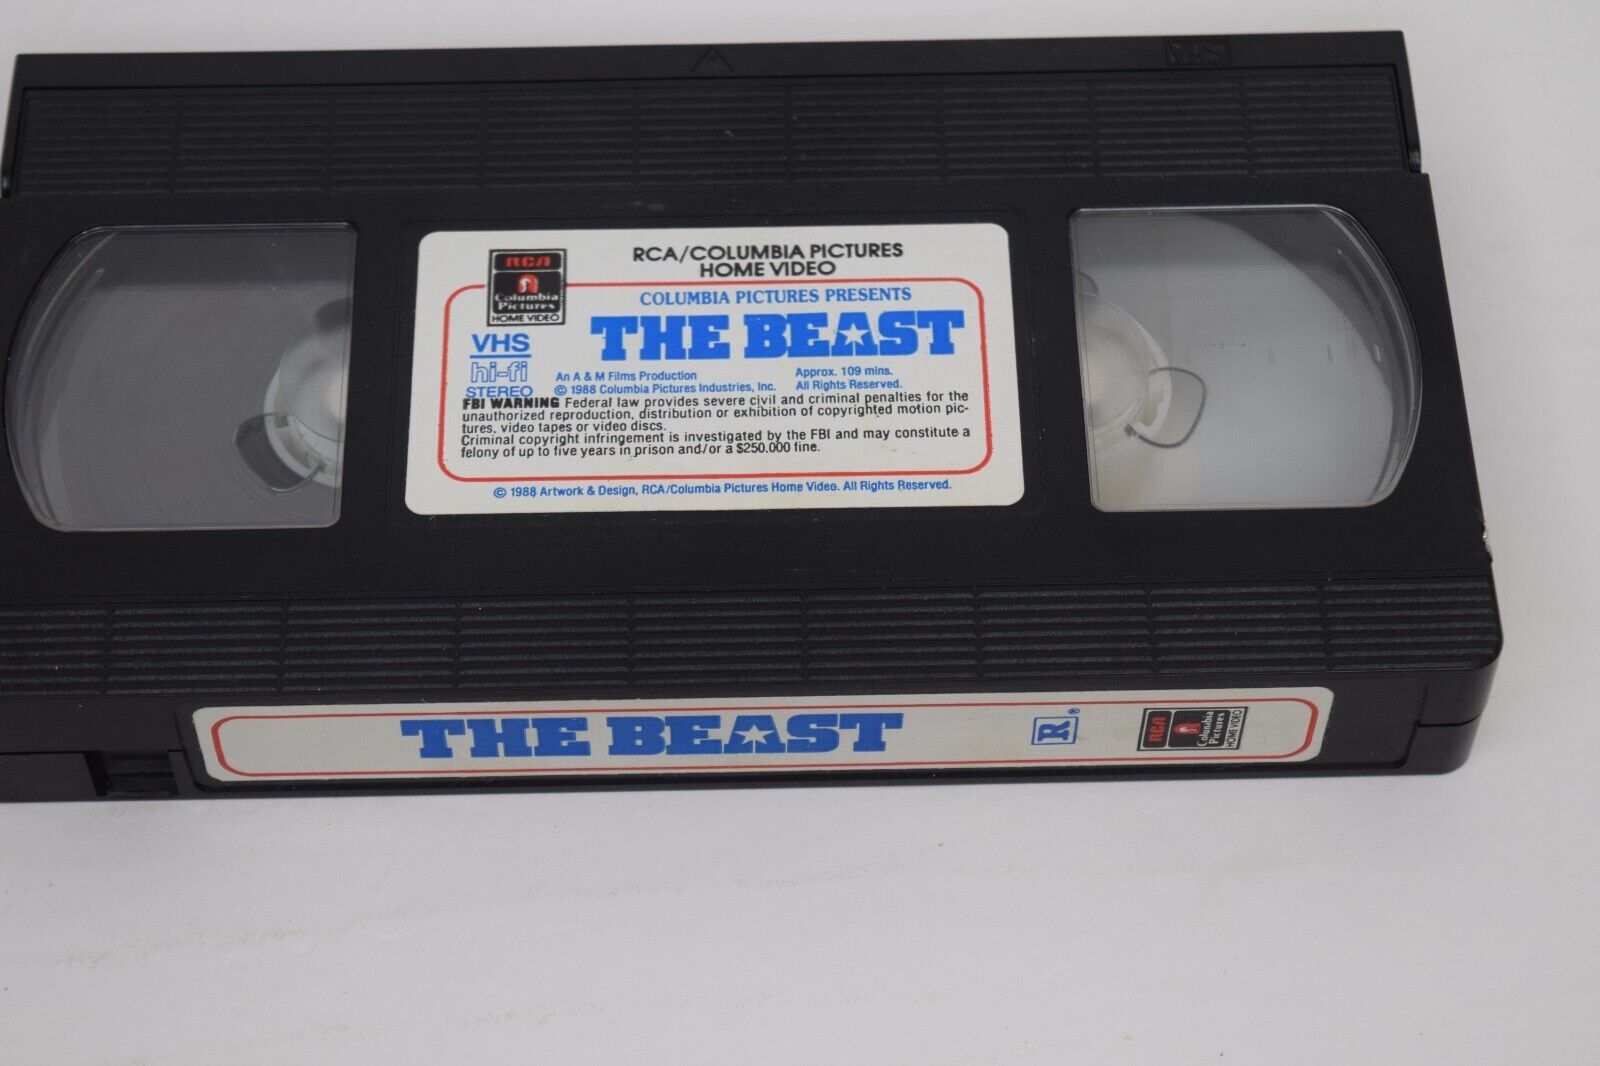 A
VHS
RCA
Columbia
Pictures
HOME VIDEO
RCA/COLUMBIA PICTURES
HOME VIDEO
COLUMBIA PICTURES PRESENTS
THE BEAST
VHS
hi-fi
STEREO
An A & M Films Production Approx. 109 mins.
© 1988 Columbia Pictures Industries, Inc. All Rights Reserved.
FBI WARNING Federal law provides severe civil and criminal penalties for the
unauthorized reproduction, distribution or exhibition of copyrighted motion pic-
tures, video tapes or video discs.
Criminal copyright infringement is investigated by the FBI and may constitute a
felony of up to five years in prison and/or a $250.000 fine.
© 1988 Artwork & Design, RCA/Columbia Pictures Home Video. All Rights Reserved.
THE BEAST
R®
RCA
Columbia
Pictures
HOME VIDEO